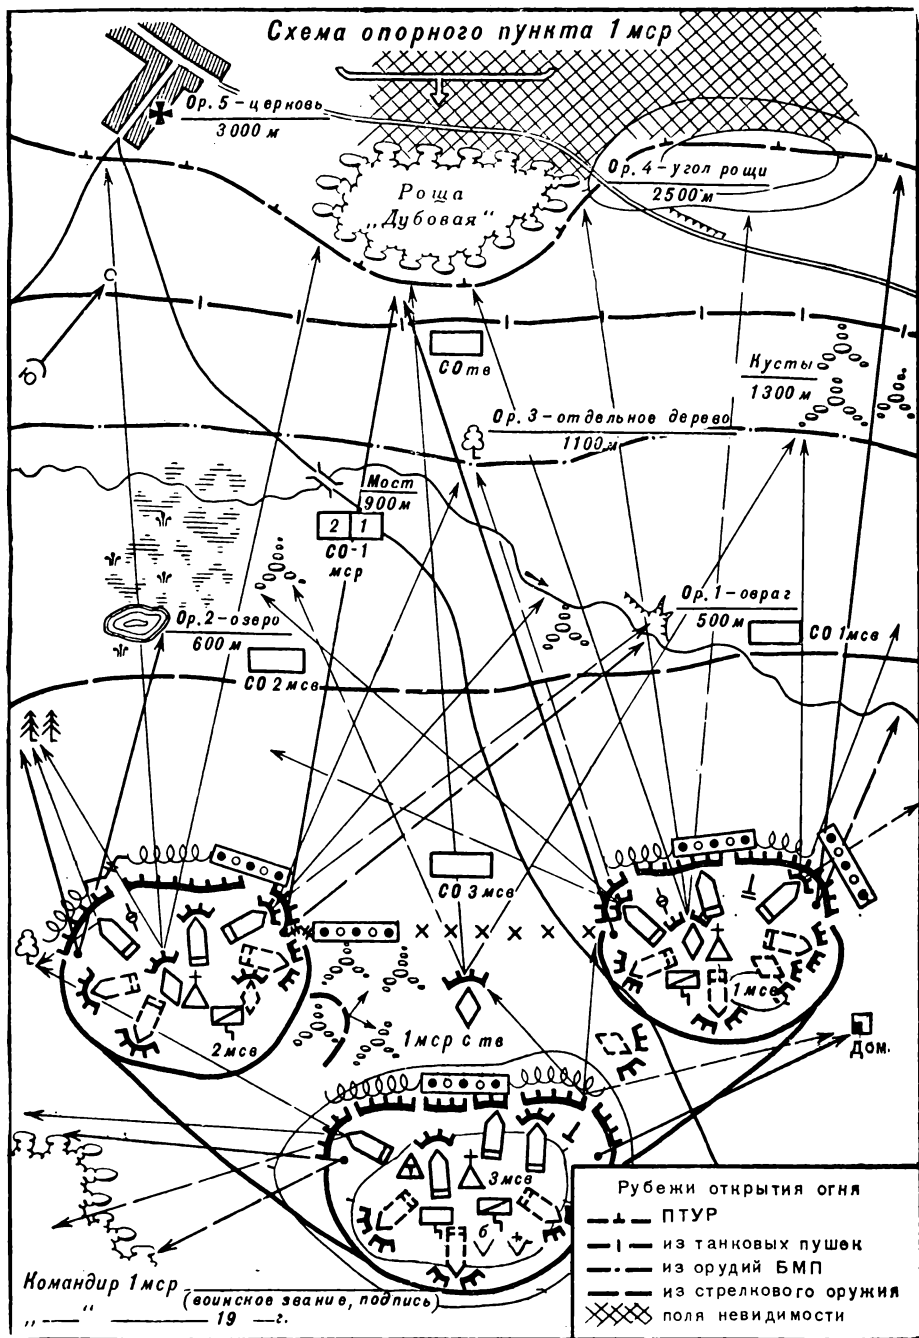 Схема опорного пункта 1 мср
Ор. 5 - церковь
3000 м
Ор. 4 - угол рощи
2500 м
Роща
„Дубовая“
С
Ю
СО тв
Кусты
1300 м
Ор. 3 - отдельное дерево
1100 м
Мост
900 м
2 1
СО-1
мср
Ор. 1 - овраг
500 м
СО 1 мсв
Ор. 2 - озеро
600 м
СО 2 мсв
СО 3 мсв
1 мсв
2 мсв
1 мср с тв
Дом.
3 мсв
б
Рубежи открытия огня
ПТУР
из танковых пушек
из орудий БМП
из стрелкового оружия
поля невидимости
Командир 1 мср
(воинское звание, подпись)
„ — “ ——— 19 — г.